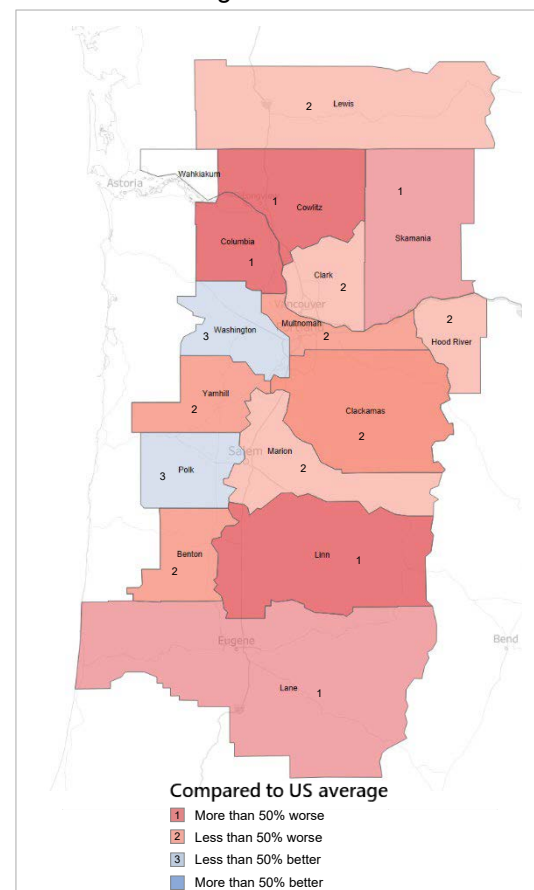 2 Lewis
Wahkiakum
Astoria
1 Cowlitz
1 Skamania
Columbia 1
Clark 2
Vancouver
Washington 3
Multnomah 2
2 Hood River
Yamhill 2
Clackamas 2
Salem
Marion 2
Polk 3
Benton 2
Linn 1
Eugene
Bend
Lane 1
Compared to US average
1 More than 50% worse
2 Less than 50% worse
3 Less than 50% better
More than 50% better